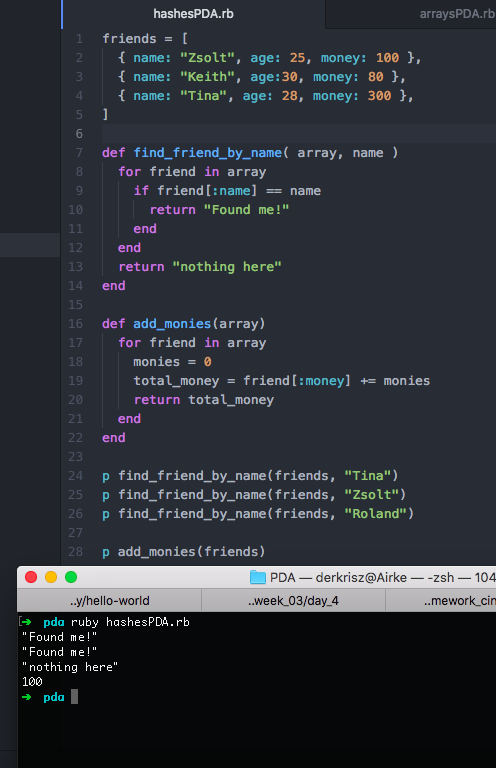 hashesPDA.rb
arraysPDA.rb
1 friends = [
2 { name: "Zsolt", age: 25, money: 100 },
3 { name: "Keith", age:30, money: 80 },
4 { name: "Tina", age: 28, money: 300 },
5 ]
6
7 def find_friend_by_name( array, name )
8 for friend in array
9 if friend[:name] == name
10 return "Found me!"
11 end
12 end
13 return "nothing here"
14 end
15
16 def add_monies(array)
17 for friend in array
18 monies = 0
19 total_money = friend[:money] += monies
20 return total_money
21 end
22 end
23
24 p find_friend_by_name(friends, "Tina")
25 p find_friend_by_name(friends, "Zsolt")
26 p find_friend_by_name(friends, "Roland")
27
28 p add_monies(friends)
PDA — derkrisz@Airke — -zsh — 104
..y/hello-world
..week_03/day_4
..mework_cin
[➜ pda ruby hashesPDA.rb
"Found me!"
"Found me!"
"nothing here"
100
➜ pda